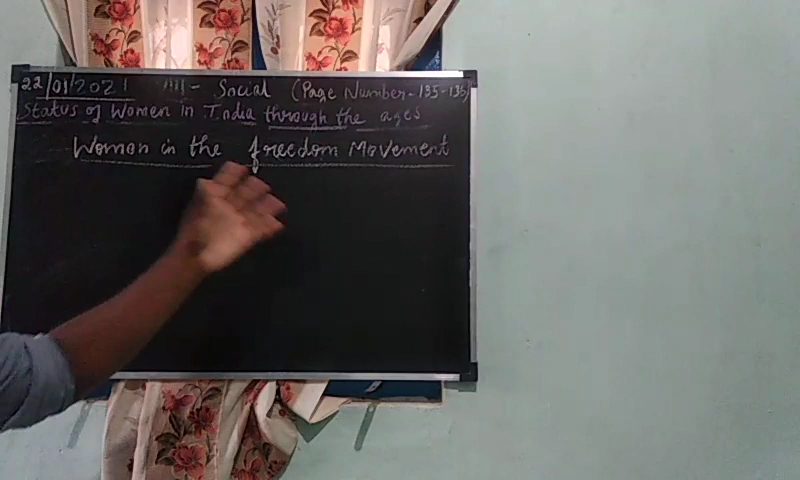 22/01/2021 VIII - Social (Page Number - 135-136)
Status of Women in India through the ages
Women in the freedom Movement